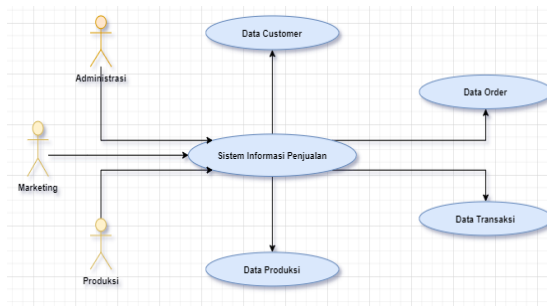 Data Customer
Administrasi
Data Order
Sistem Informasi Penjualan
Marketing
Data Transaksi
Data Produksi
Produksi